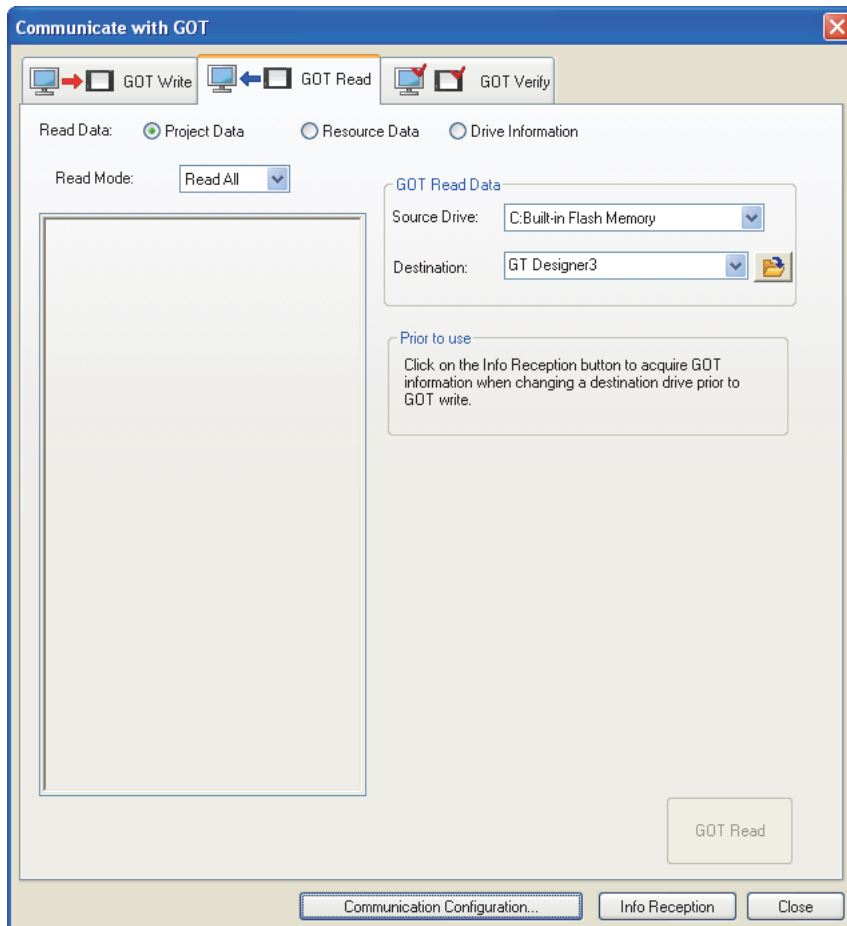 Communicate with GOT
GOT Write
GOT Read
GOT Verify
Read Data: Project Data Resource Data Drive Information
Read Mode: Read All
GOT Read Data
Source Drive: C:Built-in Flash Memory
Destination: GT Designer3
Prior to use
Click on the Info Reception button to acquire GOT
information when changing a destination drive prior to
GOT write.
GOT Read
Communication Configuration... Info Reception Close